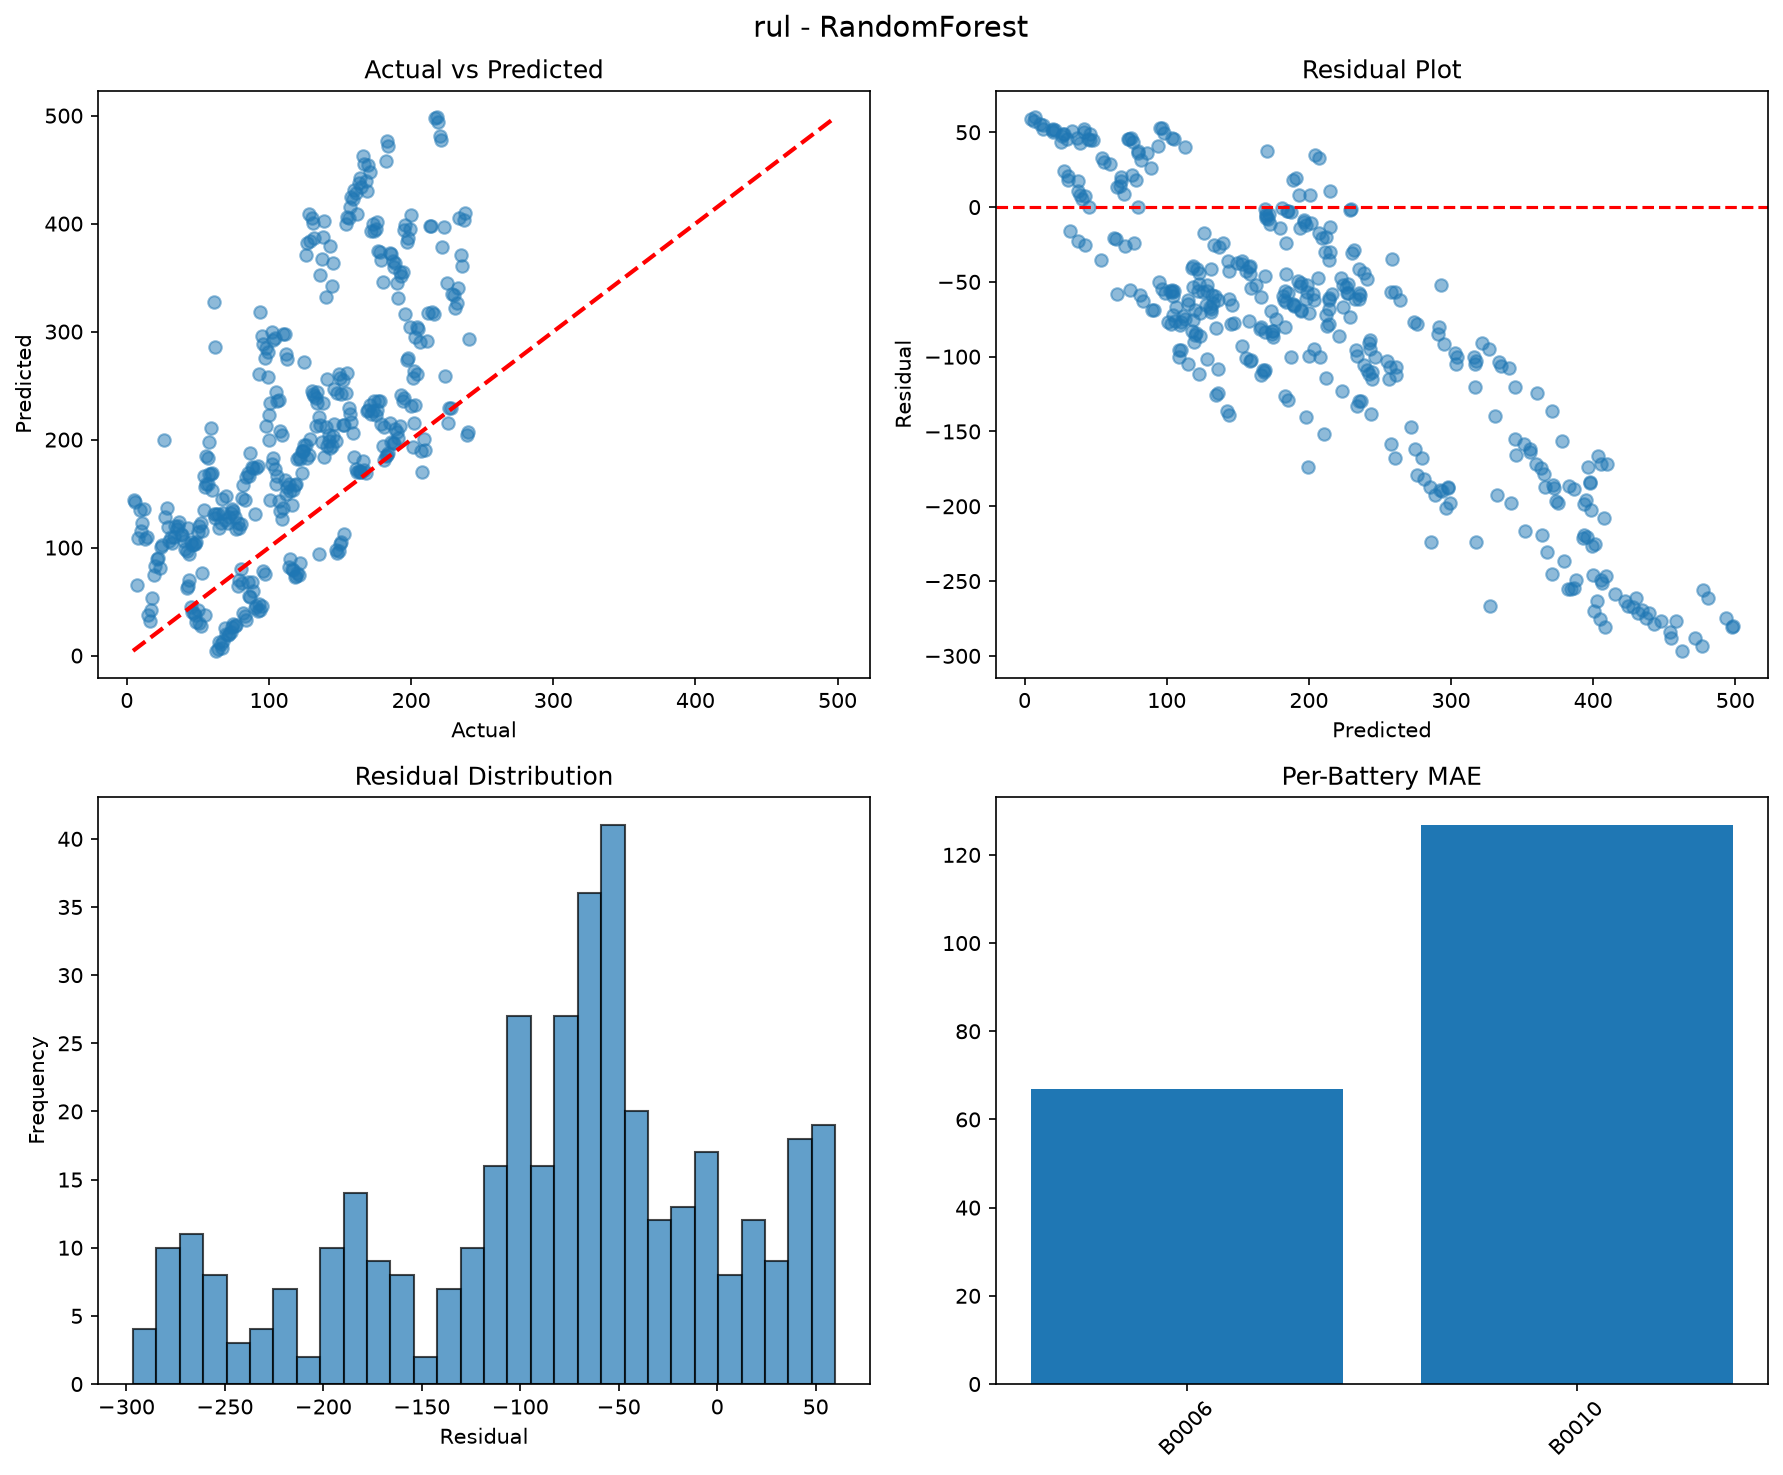 rul - RandomForest
Actual vs Predicted
Predicted
500
400
300
200
100
0
0 100 200 300 400 500
Actual
Residual Plot
Residual
50
0
−50
−100
−150
−200
−250
−300
0 100 200 300 400 500
Predicted
Residual Distribution
Frequency
40
35
30
25
20
15
10
5
0
−300 −250 −200 −150 −100 −50 0 50
Residual
Per-Battery MAE
120
100
80
60
40
20
0
B0006 B0010